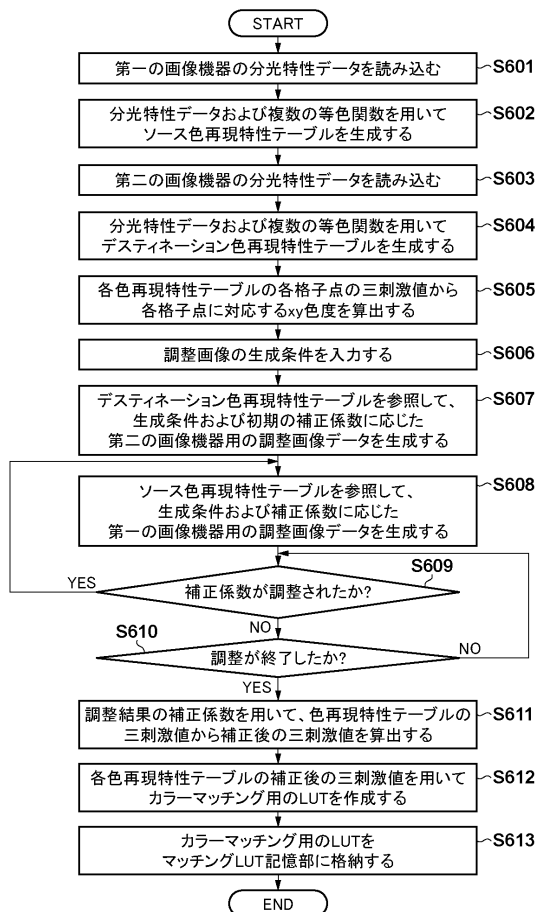 START
第一の画像機器の分光特性データを読み込む
S601
分光特性データおよび複数の等色関数を用いて
ソース色再現特性テーブルを生成する
S602
第二の画像機器の分光特性データを読み込む
S603
分光特性データおよび複数の等色関数を用いて
デスティネーション色再現特性テーブルを生成する
S604
各色再現特性テーブルの各格子点の三刺激値から
各格子点に対応するxy色度を算出する
S605
調整画像の生成条件を入力する
S606
デスティネーション色再現特性テーブルを参照して、
生成条件および初期の補正係数に応じた
第二の画像機器用の調整画像データを生成する
S607
ソース色再現特性テーブルを参照して、
生成条件および補正係数に応じた
第一の画像機器用の調整画像データを生成する
S608
YES
補正係数が調整されたか?
S609
NO
S610
調整が終了したか?
NO
YES
調整結果の補正係数を用いて、色再現特性テーブルの
三刺激値から補正後の三刺激値を算出する
S611
各色再現特性テーブルの補正後の三刺激値を用いて
カラーマッチング用のLUTを作成する
S612
カラーマッチング用のLUTを
マッチングLUT記憶部に格納する
S613
END